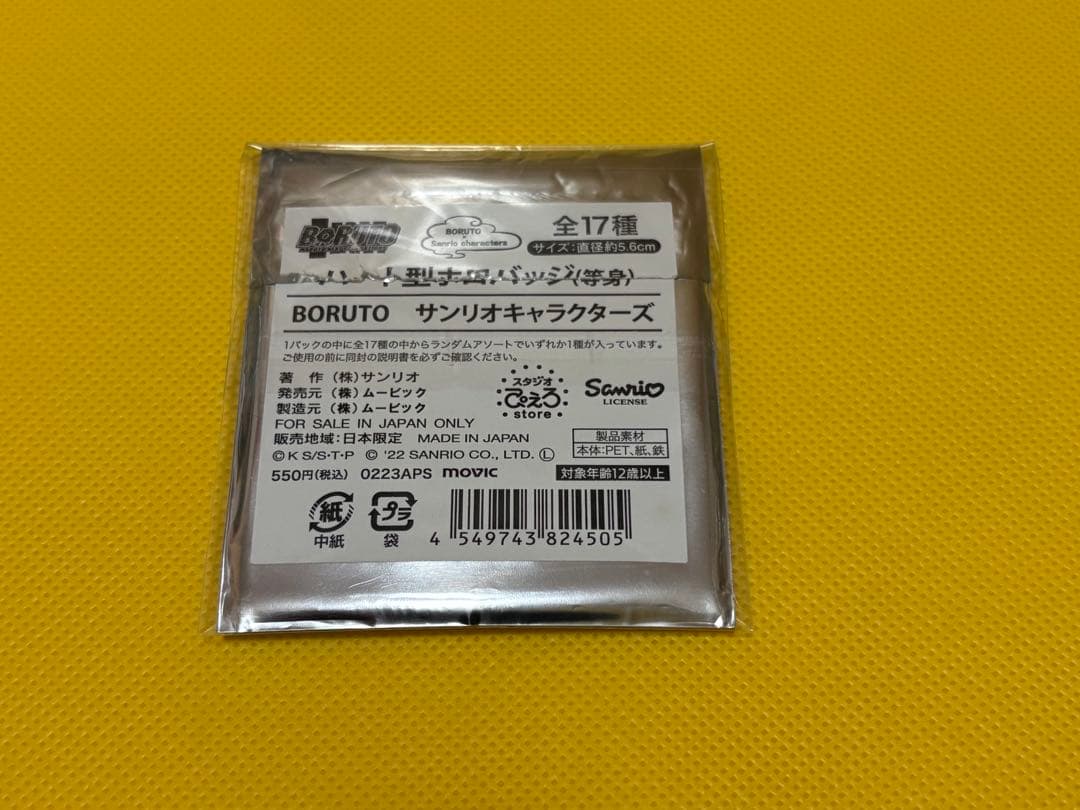 BORUTO
BORUTO
×
Sanrio characters
全17種
サイズ:直径約5.6cm
バッジ(等身)
BORUTO サンリオキャラクターズ
1パックの中に全17種の中からランダムアソートでいずれか1種が入っています。
ご使用の前に同封の説明書を必ずご確認ください。
著 作 (株)サンリオ
発売元 (株)ムービック
製造元 (株)ムービック
スタジオ
ぴえろ
store
Sanrio
LICENSE
FOR SALE IN JAPAN ONLY
販売地域:日本限定 MADE IN JAPAN
©K S/S・T・P © '22 SANRIO CO., LTD. Ⓛ
製品素材
本体:PET、紙、鉄
550円(税込) 0223APS movic
対象年齢12歳以上
紙
中紙
プラ
袋
4 549743 824505